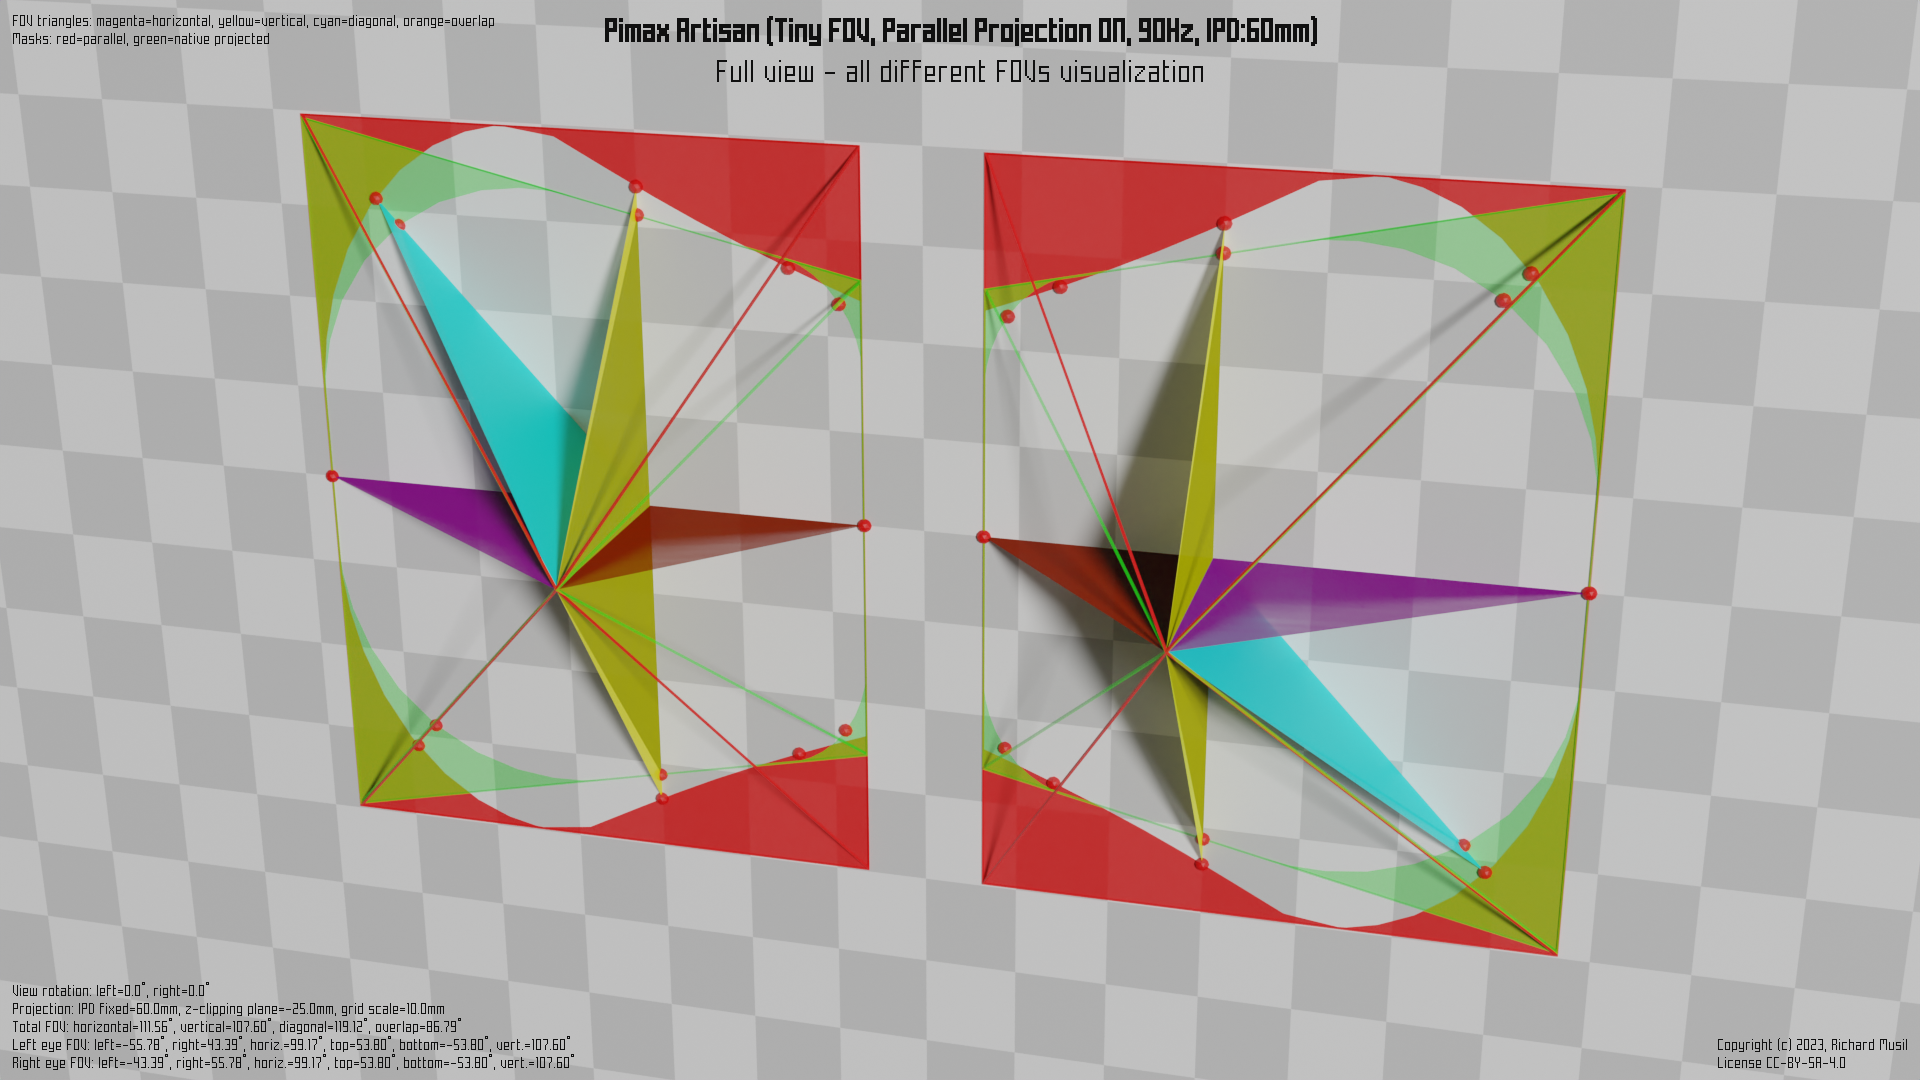 FOV triangles: magenta=horizontal, yellow=vertical, cyan=diagonal, orange=overlap
Masks: red=parallel, green=native projected
Pimax Artisan (Tiny FOV, Parallel Projection ON, 90Hz, IPD:60mm)
Full view - all different FOVs visualization
View rotation: left=0.0°, right=0.0°
Projection: IPD fixed=60.0mm, z-clipping plane=-25.0mm, grid scale=10.0mm
Total FOV: horizontal=111.56°, vertical=107.60°, diagonal=119.12°, overlap=86.79°
Left eye FOV: left=-55.78°, right=43.39°, horiz.=99.17°, top=53.80°, bottom=-53.80°, vert.=107.60°
Right eye FOV: left=-43.39°, right=55.78°, horiz.=99.17°, top=53.80°, bottom=-53.80°, vert.=107.60°
Copyright (c) 2023, Richard Musil
License CC-BY-SA-4.0